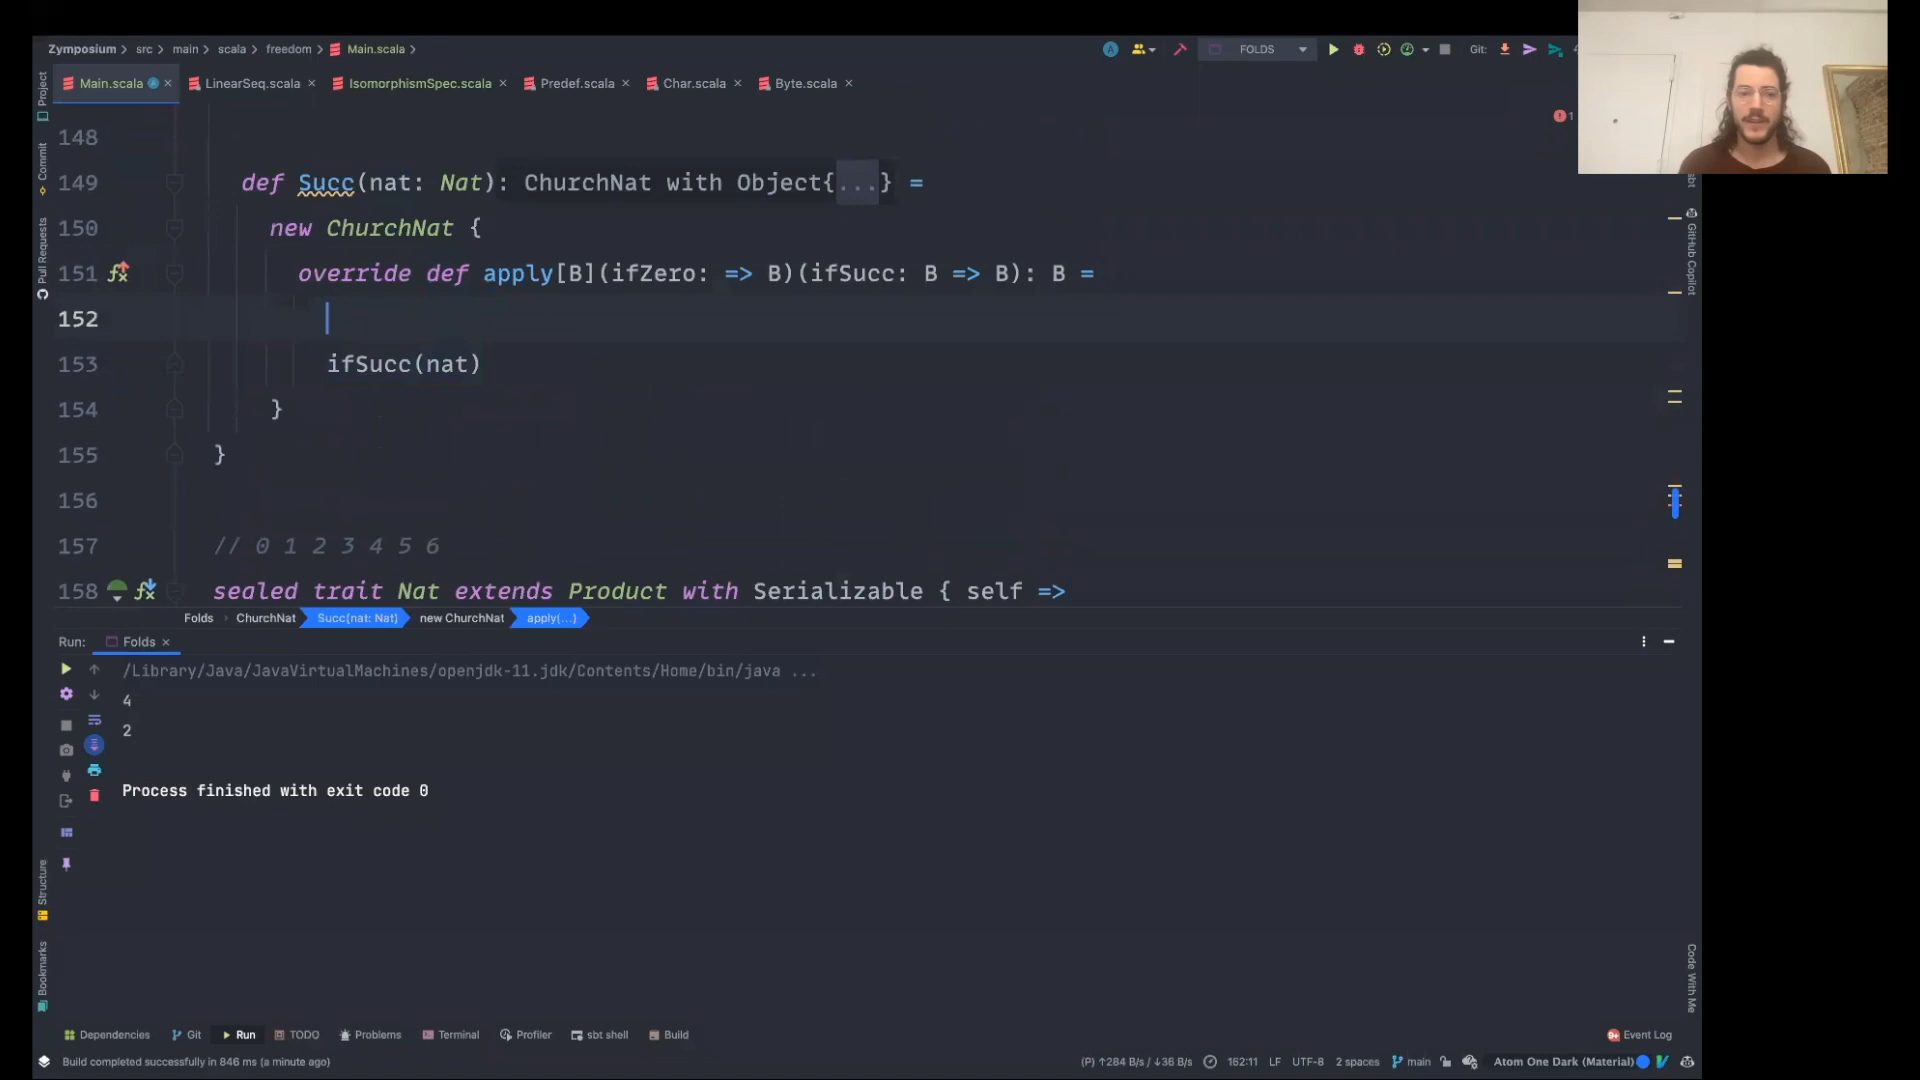 Zymposium > src > main > scala > freedom > Main.scala >
FOLDS
Git:
Main.scala × LinearSeq.scala × IsomorphismSpec.scala × Predef.scala × Char.scala × Byte.scala ×
Project
Commit
Pull Requests
sbt
GitHub Copilot
1
148
149 def Succ(nat: Nat): ChurchNat with Object{...} =
150 new ChurchNat {
151 override def apply[B](ifZero: => B)(ifSucc: B => B): B =
152
153 ifSucc(nat)
154 }
155 }
156
157 // 0 1 2 3 4 5 6
158 sealed trait Nat extends Product with Serializable { self =>
Folds > ChurchNat Succ(nat: Nat) new ChurchNat apply(...)
Run: Folds ×
/Library/Java/JavaVirtualMachines/openjdk-11.jdk/Contents/Home/bin/java ...
4
2
Process finished with exit code 0
Structure
Bookmarks
Code With Me
Dependencies Git Run TODO Problems Terminal Profiler sbt shell Build
Event Log
Build completed successfully in 846 ms (a minute ago)
(P) ↑284 B/s / ↓36 B/s 162:11 LF UTF-8 2 spaces main Atom One Dark (Material)